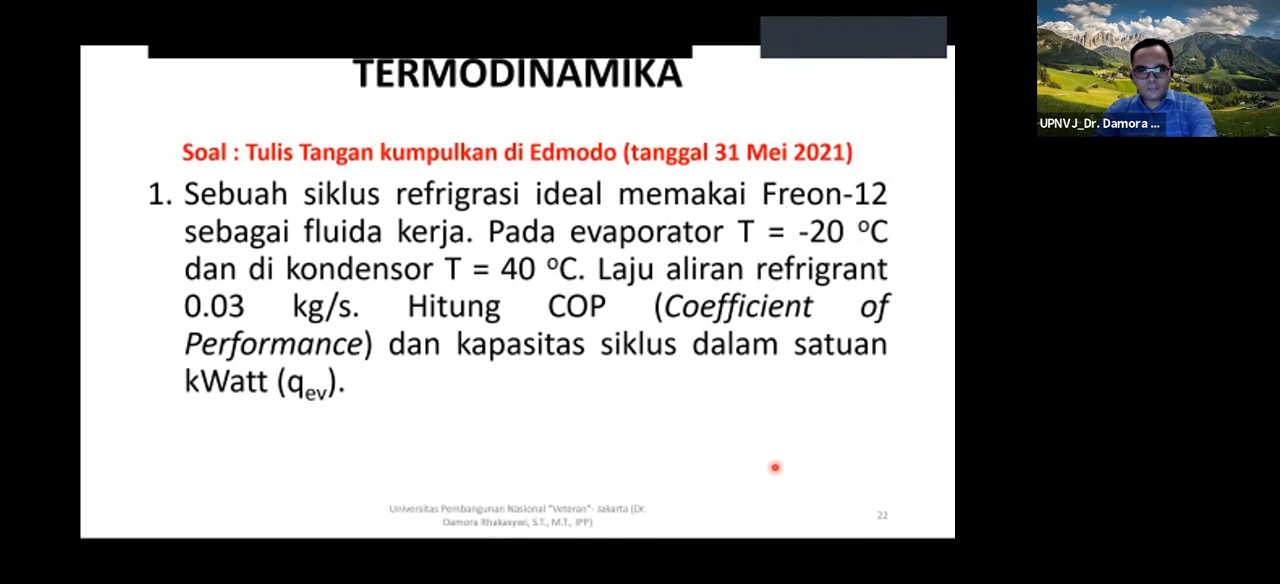 TERMODINAMIKA
Soal : Tulis Tangan kumpulkan di Edmodo (tanggal 31 Mei 2021)
1. Sebuah siklus refrigrasi ideal memakai Freon-12
sebagai fluida kerja. Pada evaporator T = -20 ⁰C
dan di kondensor T = 40 ⁰C. Laju aliran refrigrant
0.03 kg/s. Hitung COP (Coefficient of
Performance) dan kapasitas siklus dalam satuan
kWatt (qev).
Universitas Pembangunan Nasional "Veteran"- Jakarta (Dr.
Damora Rhakasywi, S.T., M.T., IPP)
22
UPNVJ_Dr. Damora ...